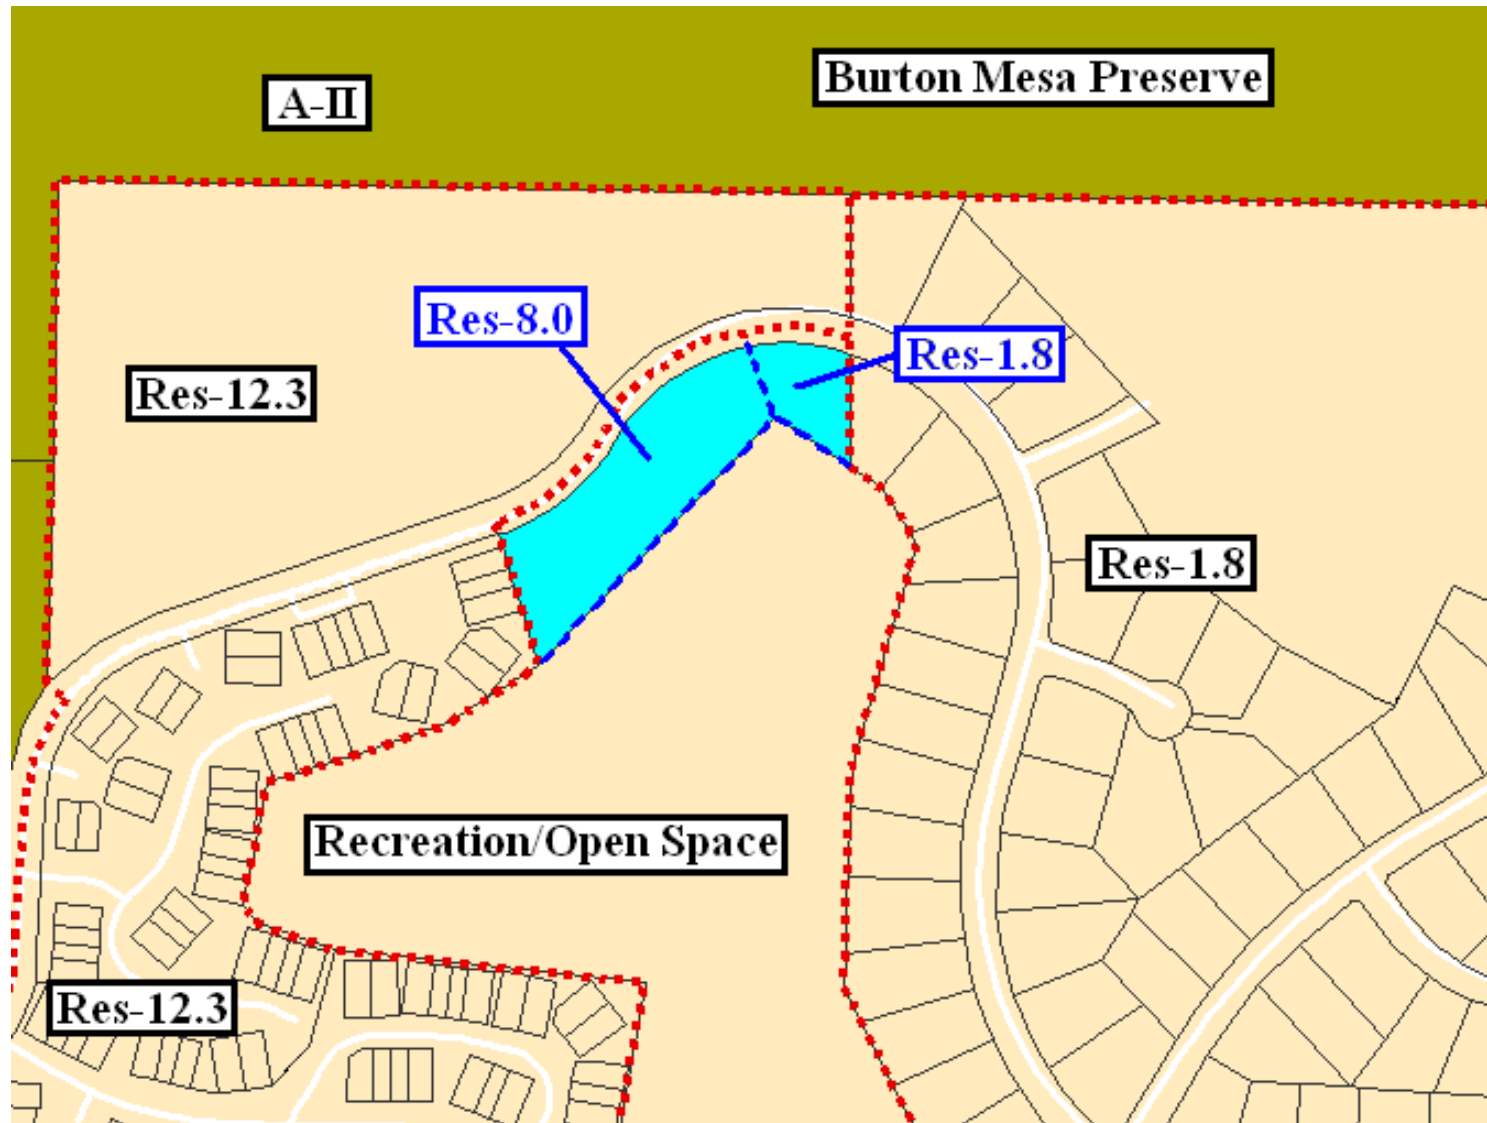 Burton Mesa Preserve
A-II
Res-8.0
Res-1.8
Res-12.3
Res-1.8
Recreation/Open Space
Res-12.3